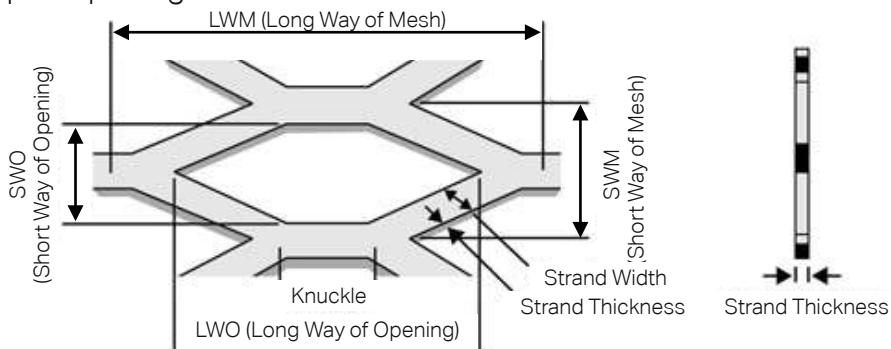 LWM (Long Way of Mesh)
SWO
(Short Way of Opening)
SWM
(Short Way of Mesh)
Strand Width
Strand Thickness
Knuckle
LWO (Long Way of Opening)
Strand Thickness